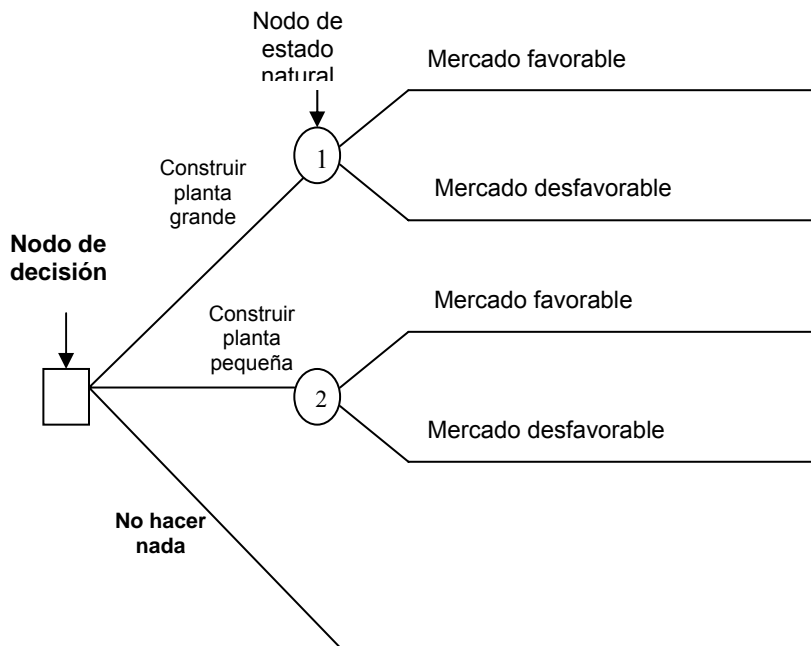 Nodo de
estado
natural
Mercado favorable
1
Construir
planta
grande
Mercado desfavorable
Nodo de
decisión
Mercado favorable
Construir
planta
pequeña
2
Mercado desfavorable
No hacer
nada